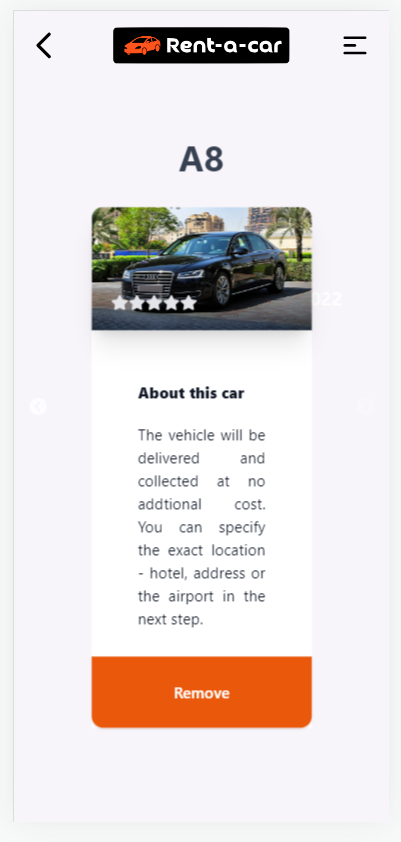 Rent-a-car
A8
About this car
The vehicle will be
delivered and
collected at no
addtional cost.
You can specify
the exact location
- hotel, address or
the airport in the
next step.
Remove